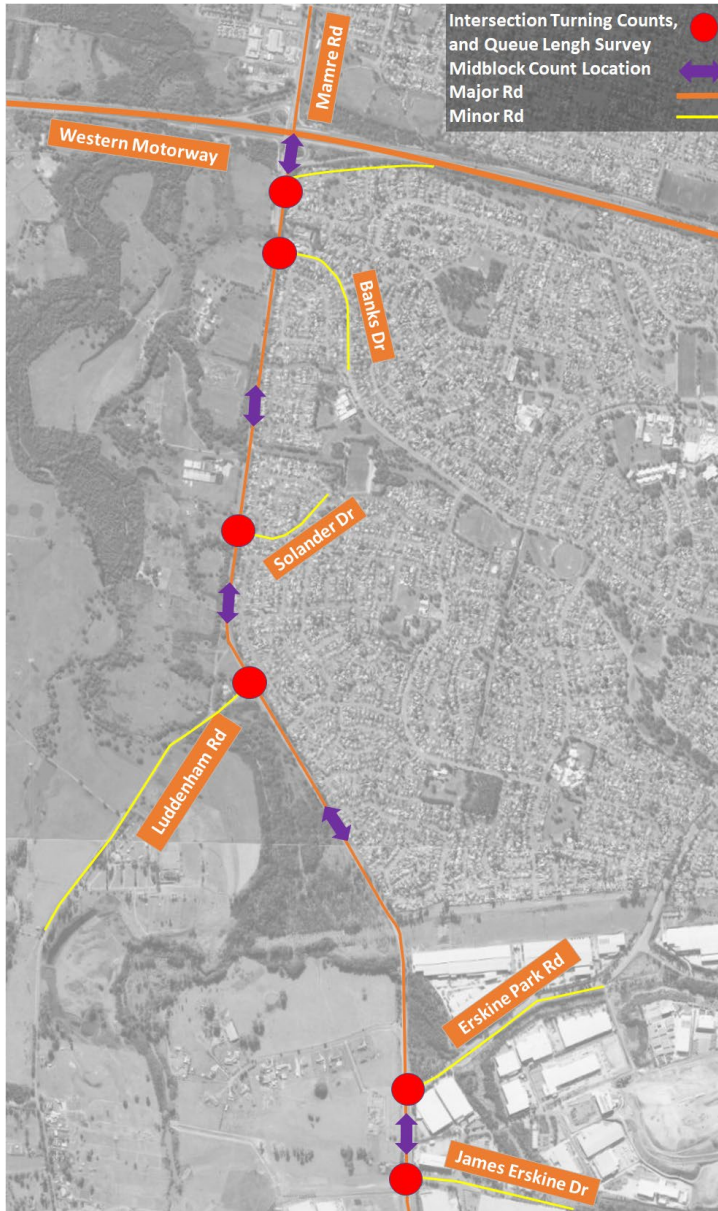 Intersection Turning Counts,
and Queue Lengh Survey
Midblock Count Location
Major Rd
Minor Rd
Mamre Rd
Western Motorway
Banks Dr
Solander Dr
Luddenham Rd
Erskine Park Rd
James Erskine Dr